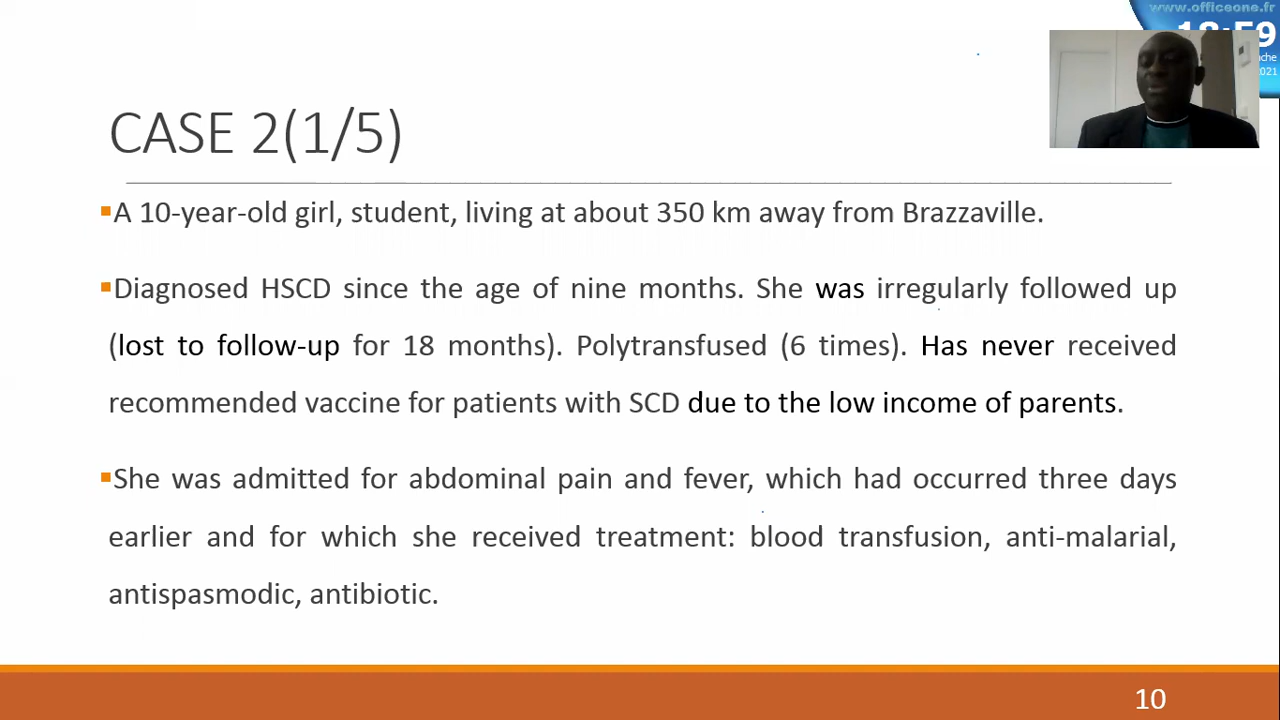 www.officeone.fr
CASE 2(1/5)
▪A 10-year-old girl, student, living at about 350 km away from Brazzaville.
▪Diagnosed HSCD since the age of nine months. She was irregularly followed up
(lost to follow-up for 18 months). Polytransfused (6 times). Has never received
recommended vaccine for patients with SCD due to the low income of parents.
▪She was admitted for abdominal pain and fever, which had occurred three days
earlier and for which she received treatment: blood transfusion, anti-malarial,
antispasmodic, antibiotic.
10